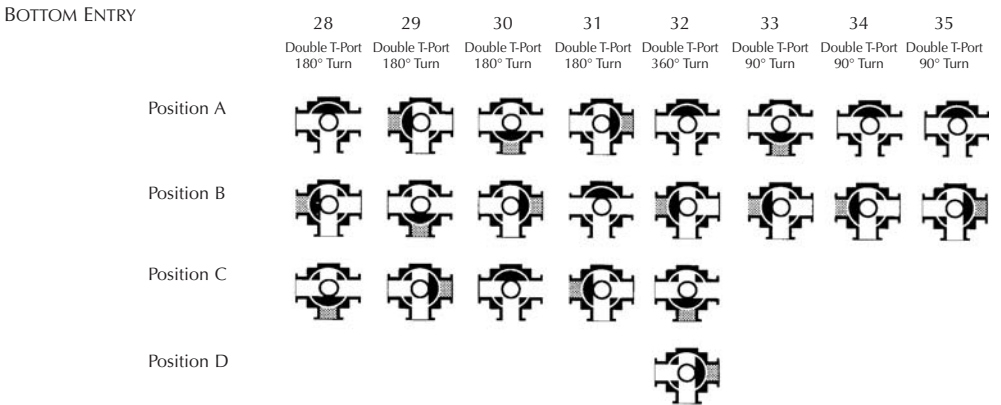 BOTTOM ENTRY
28 29 30 31 32 33 34 35
Double T-Port Double T-Port Double T-Port Double T-Port Double T-Port Double T-Port Double T-Port Double T-Port
180° Turn 180° Turn 180° Turn 180° Turn 360° Turn 90° Turn 90° Turn 90° Turn
Position A
Position B
Position C
Position D